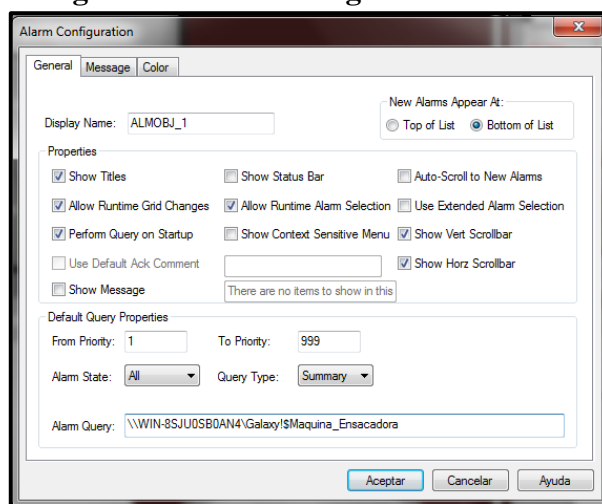 Alarm Configuration
General Message Color
New Alarms Appear At:
Display Name: ALMOBJ_1
Top of List Bottom of List
Properties
Show Titles Show Status Bar Auto-Scroll to New Alarms
Allow Runtime Grid Changes Allow Runtime Alarm Selection Use Extended Alarm Selection
Perform Query on Startup Show Context Sensitive Menu Show Vert Scrollbar
Use Default Ack Comment Show Horz Scrollbar
Show Message There are no items to show in this
Default Query Properties
From Priority: 1 To Priority: 999
Alarm State: All Query Type: Summary
Alarm Query: \\WIN-8SJU0SB0AN4\Galaxy!$Maquina_Ensacadora
Aceptar Cancelar Ayuda